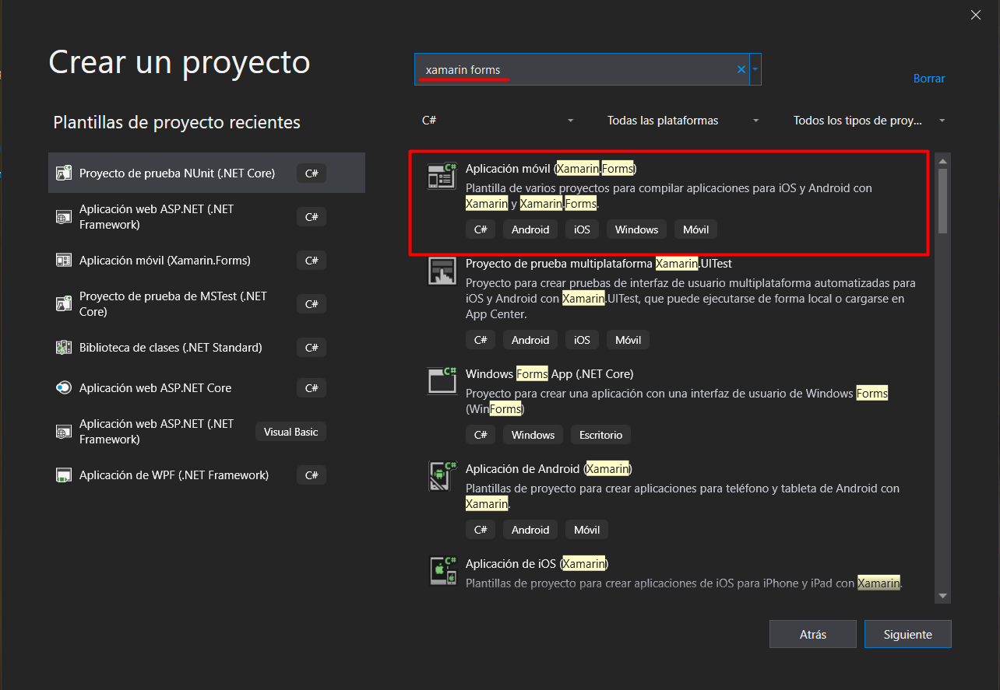 Crear un proyecto
Plantillas de proyecto recientes
Proyecto de prueba NUnit (.NET Core) C#
Aplicación web ASP.NET (.NET
Framework) C#
Aplicación móvil (Xamarin.Forms) C#
Proyecto de prueba de MSTest (.NET
Core) C#
Biblioteca de clases (.NET Standard) C#
Aplicación web ASP.NET Core C#
Aplicación web ASP.NET (.NET
Framework) Visual Basic
Aplicación de WPF (.NET Framework) C#
xamarin forms
Borrar
C# Todas las plataformas Todos los tipos de proy...
Aplicación móvil (Xamarin.Forms)
Plantilla de varios proyectos para compilar aplicaciones para iOS y Android con
Xamarin y Xamarin.Forms.
C# Android iOS Windows Móvil
Proyecto de prueba multiplataforma Xamarin.UITest
Proyecto para crear pruebas de interfaz de usuario multiplataforma automatizadas para
iOS y Android con Xamarin.UITest, que puede ejecutarse de forma local o cargarse en
App Center.
C# Android iOS Móvil
Windows Forms App (.NET Core)
Proyecto para crear una aplicación con una interfaz de usuario de Windows Forms
(WinForms)
C# Windows Escritorio
Aplicación de Android (Xamarin)
Plantillas de proyecto para crear aplicaciones para teléfono y tableta de Android con
Xamarin.
C# Android Móvil
Aplicación de iOS (Xamarin)
Plantillas de proyecto para crear aplicaciones de iOS para iPhone y iPad con Xamarin.
Atrás Siguiente